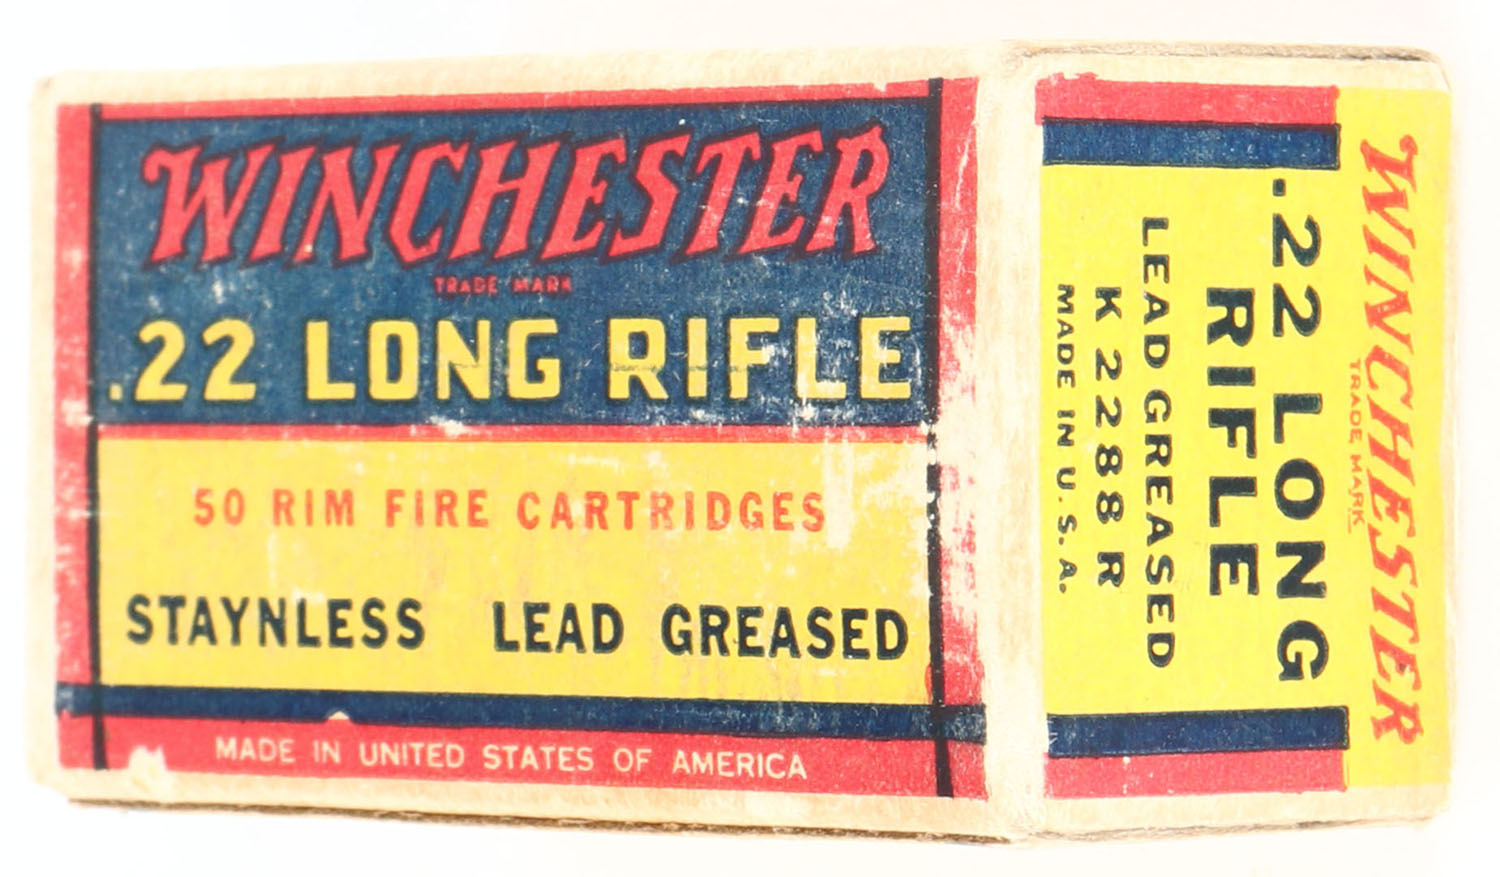 WINCHESTER
TRADE MARK
.22 LONG RIFLE
50 RIM FIRE CARTRIDGES
STAYNLESS LEAD GREASED
MADE IN UNITED STATES OF AMERICA
WINCHESTER
TRADE MARK
.22 LONG
RIFLE
LEAD GREASED
K 2288 R
MADE IN U.S.A.